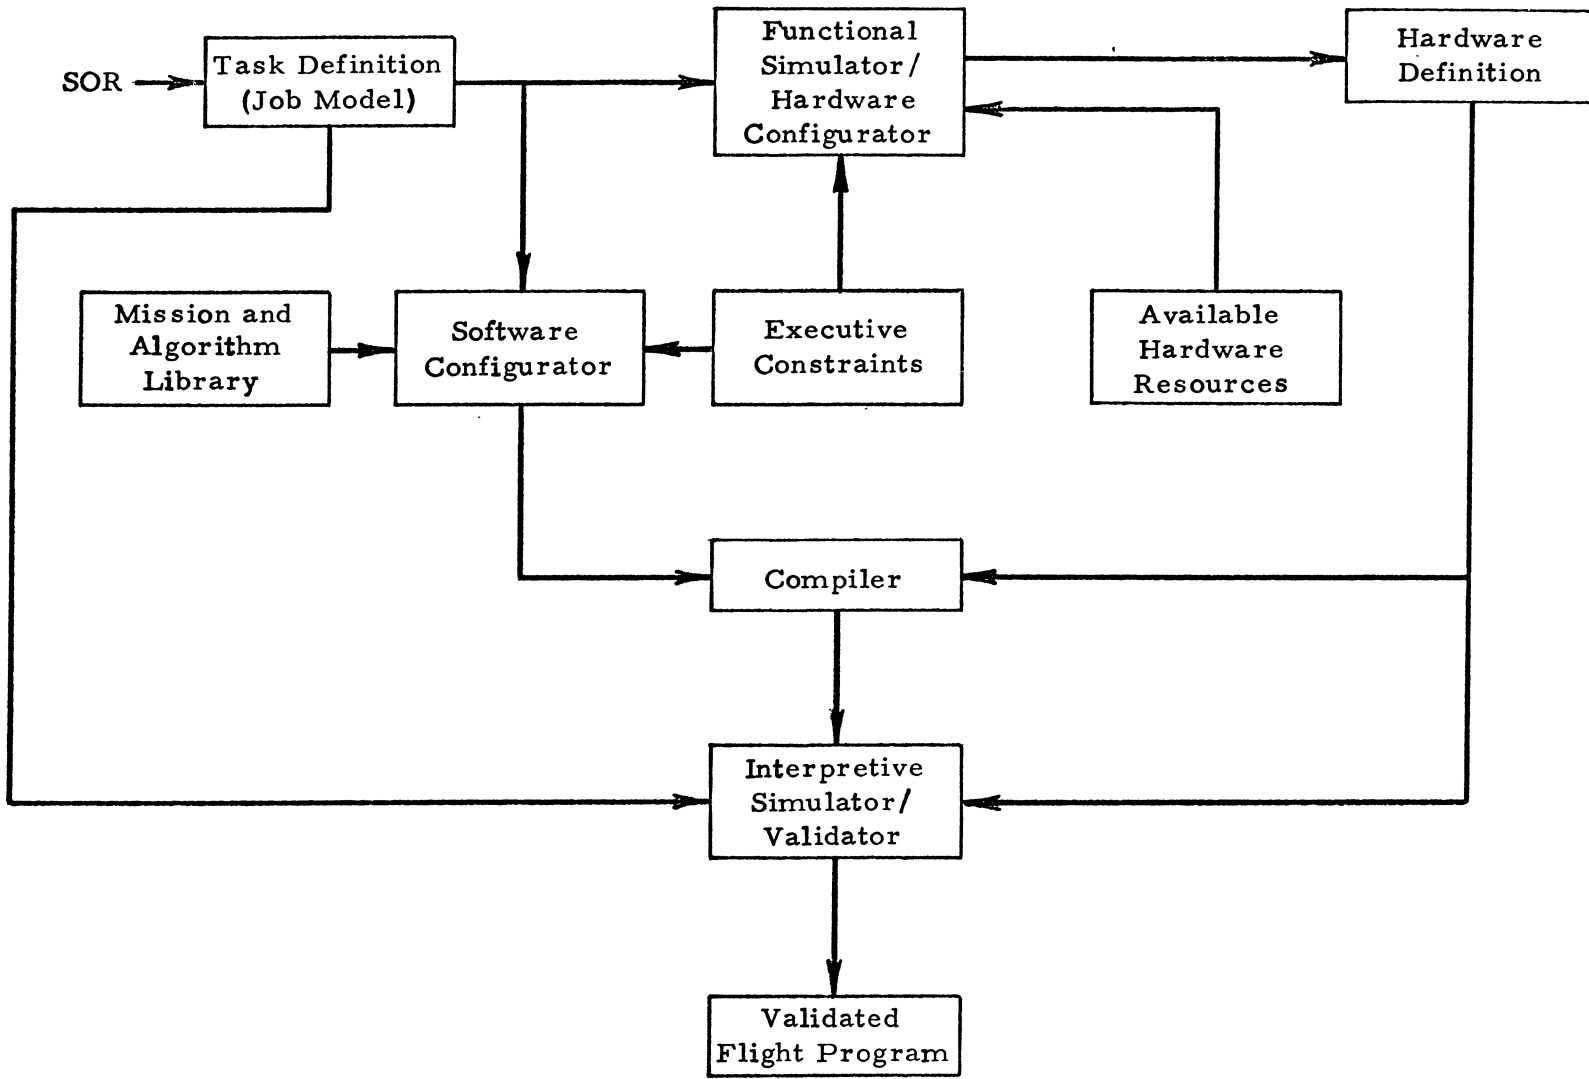 SOR
Task Definition
(Job Model)
Functional
Simulator/
Hardware
Configurator
Hardware
Definition
Mission and
Algorithm
Library
Software
Configurator
Executive
Constraints
Available
Hardware
Resources
Compiler
Interpretive
Simulator/
Validator
Validated
Flight Program